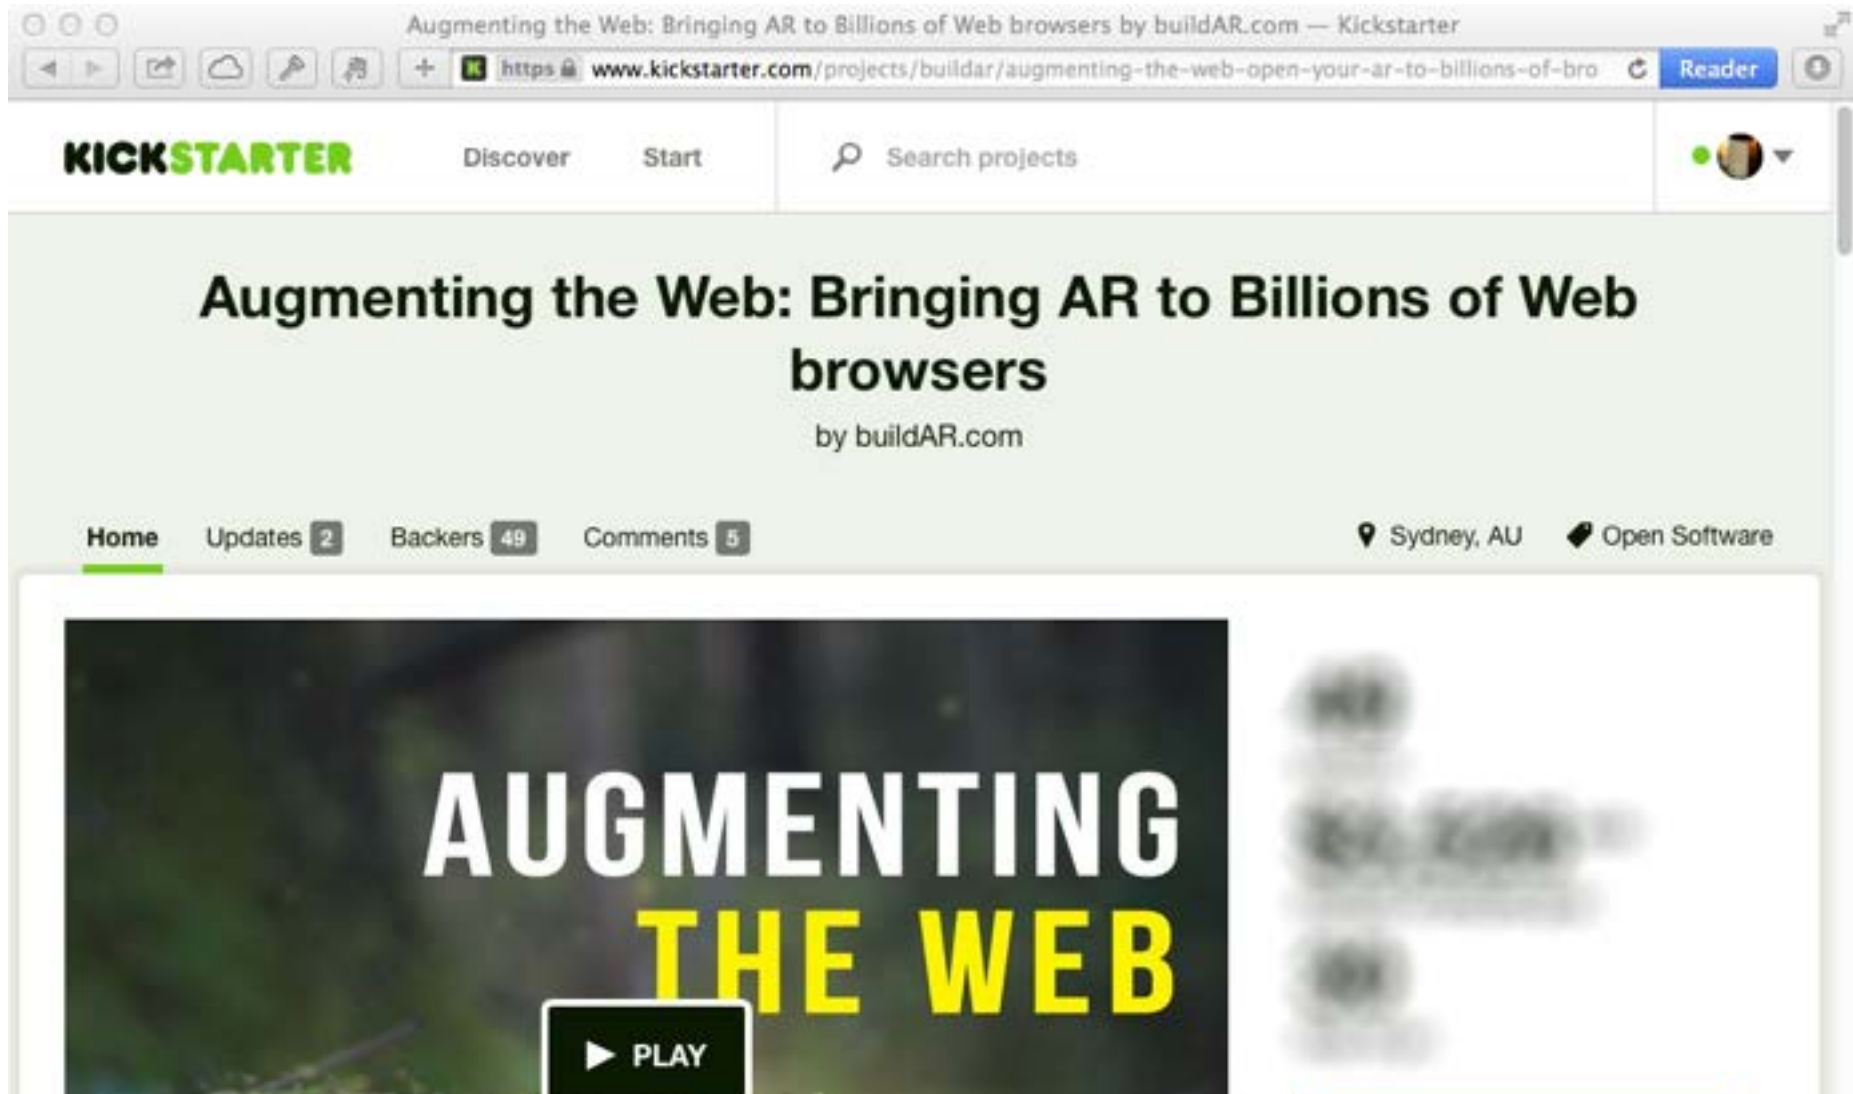 Augmenting the Web: Bringing AR to Billions of Web browsers by buildAR.com — Kickstarter
https www.kickstarter.com/projects/buildar/augmenting-the-web-open-your-ar-to-billions-of-bro Reader
KICKSTARTER Discover Start Search projects
Augmenting the Web: Bringing AR to Billions of Web
browsers
by buildAR.com
Home Updates 2 Backers 49 Comments 5 Sydney, AU Open Software
AUGMENTING
THE WEB
PLAY